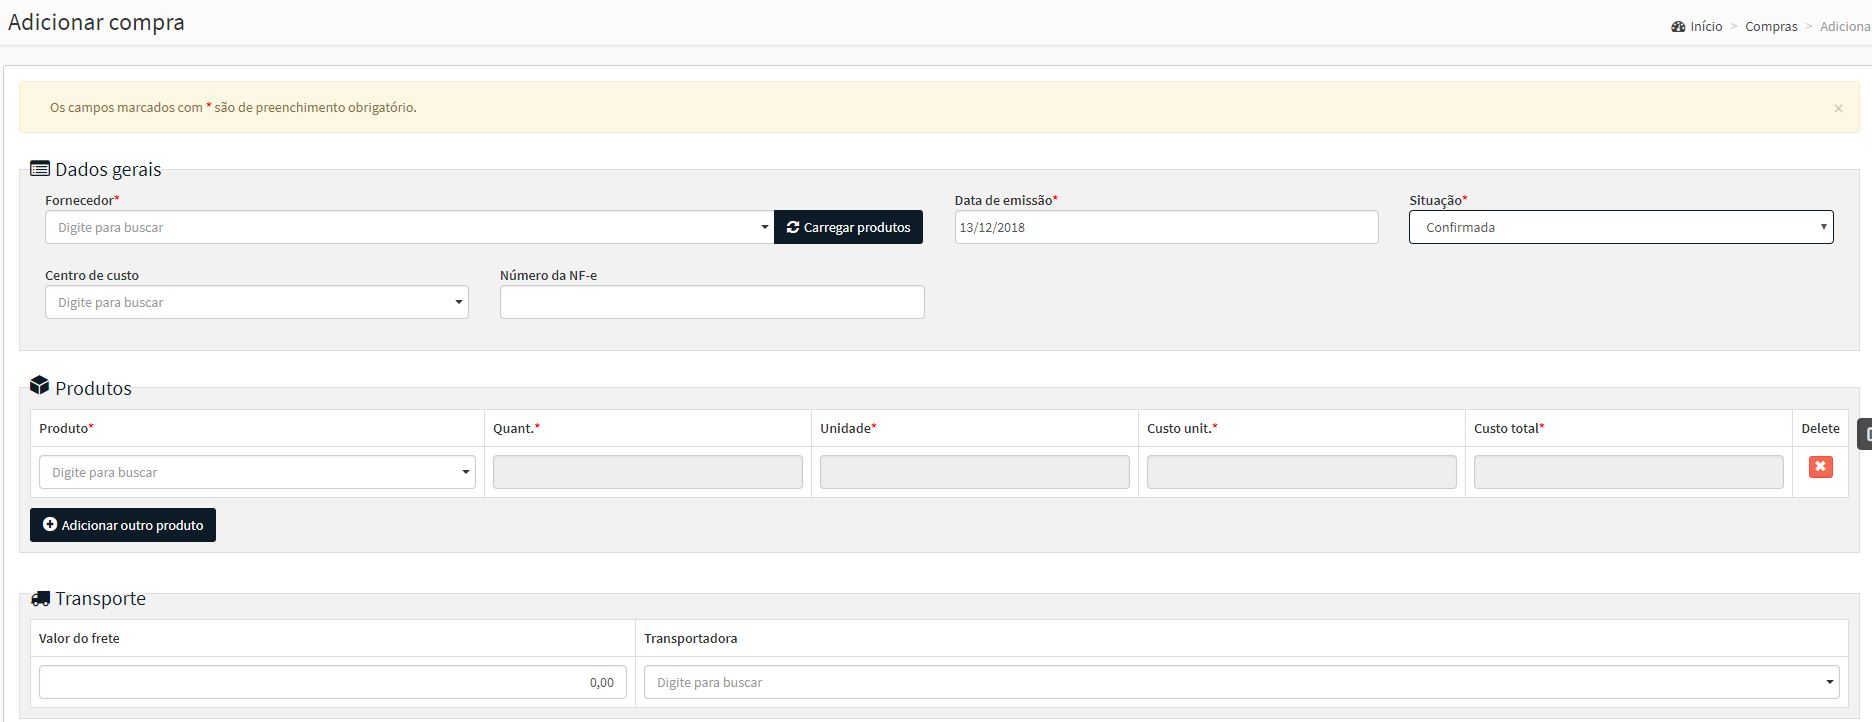 Adicionar compra
Início > Compras > Adiciona
Os campos marcados com * são de preenchimento obrigatório. ×
Dados gerais
Fornecedor* Data de emissão* Situação*
Digite para buscar Carregar produtos 13/12/2018 Confirmada
Centro de custo Número da NF-e
Digite para buscar
Produtos
Produto* Quant.* Unidade* Custo unit.* Custo total* Delete
Digite para buscar
Adicionar outro produto
Transporte
Valor do frete Transportadora
0,00 Digite para buscar